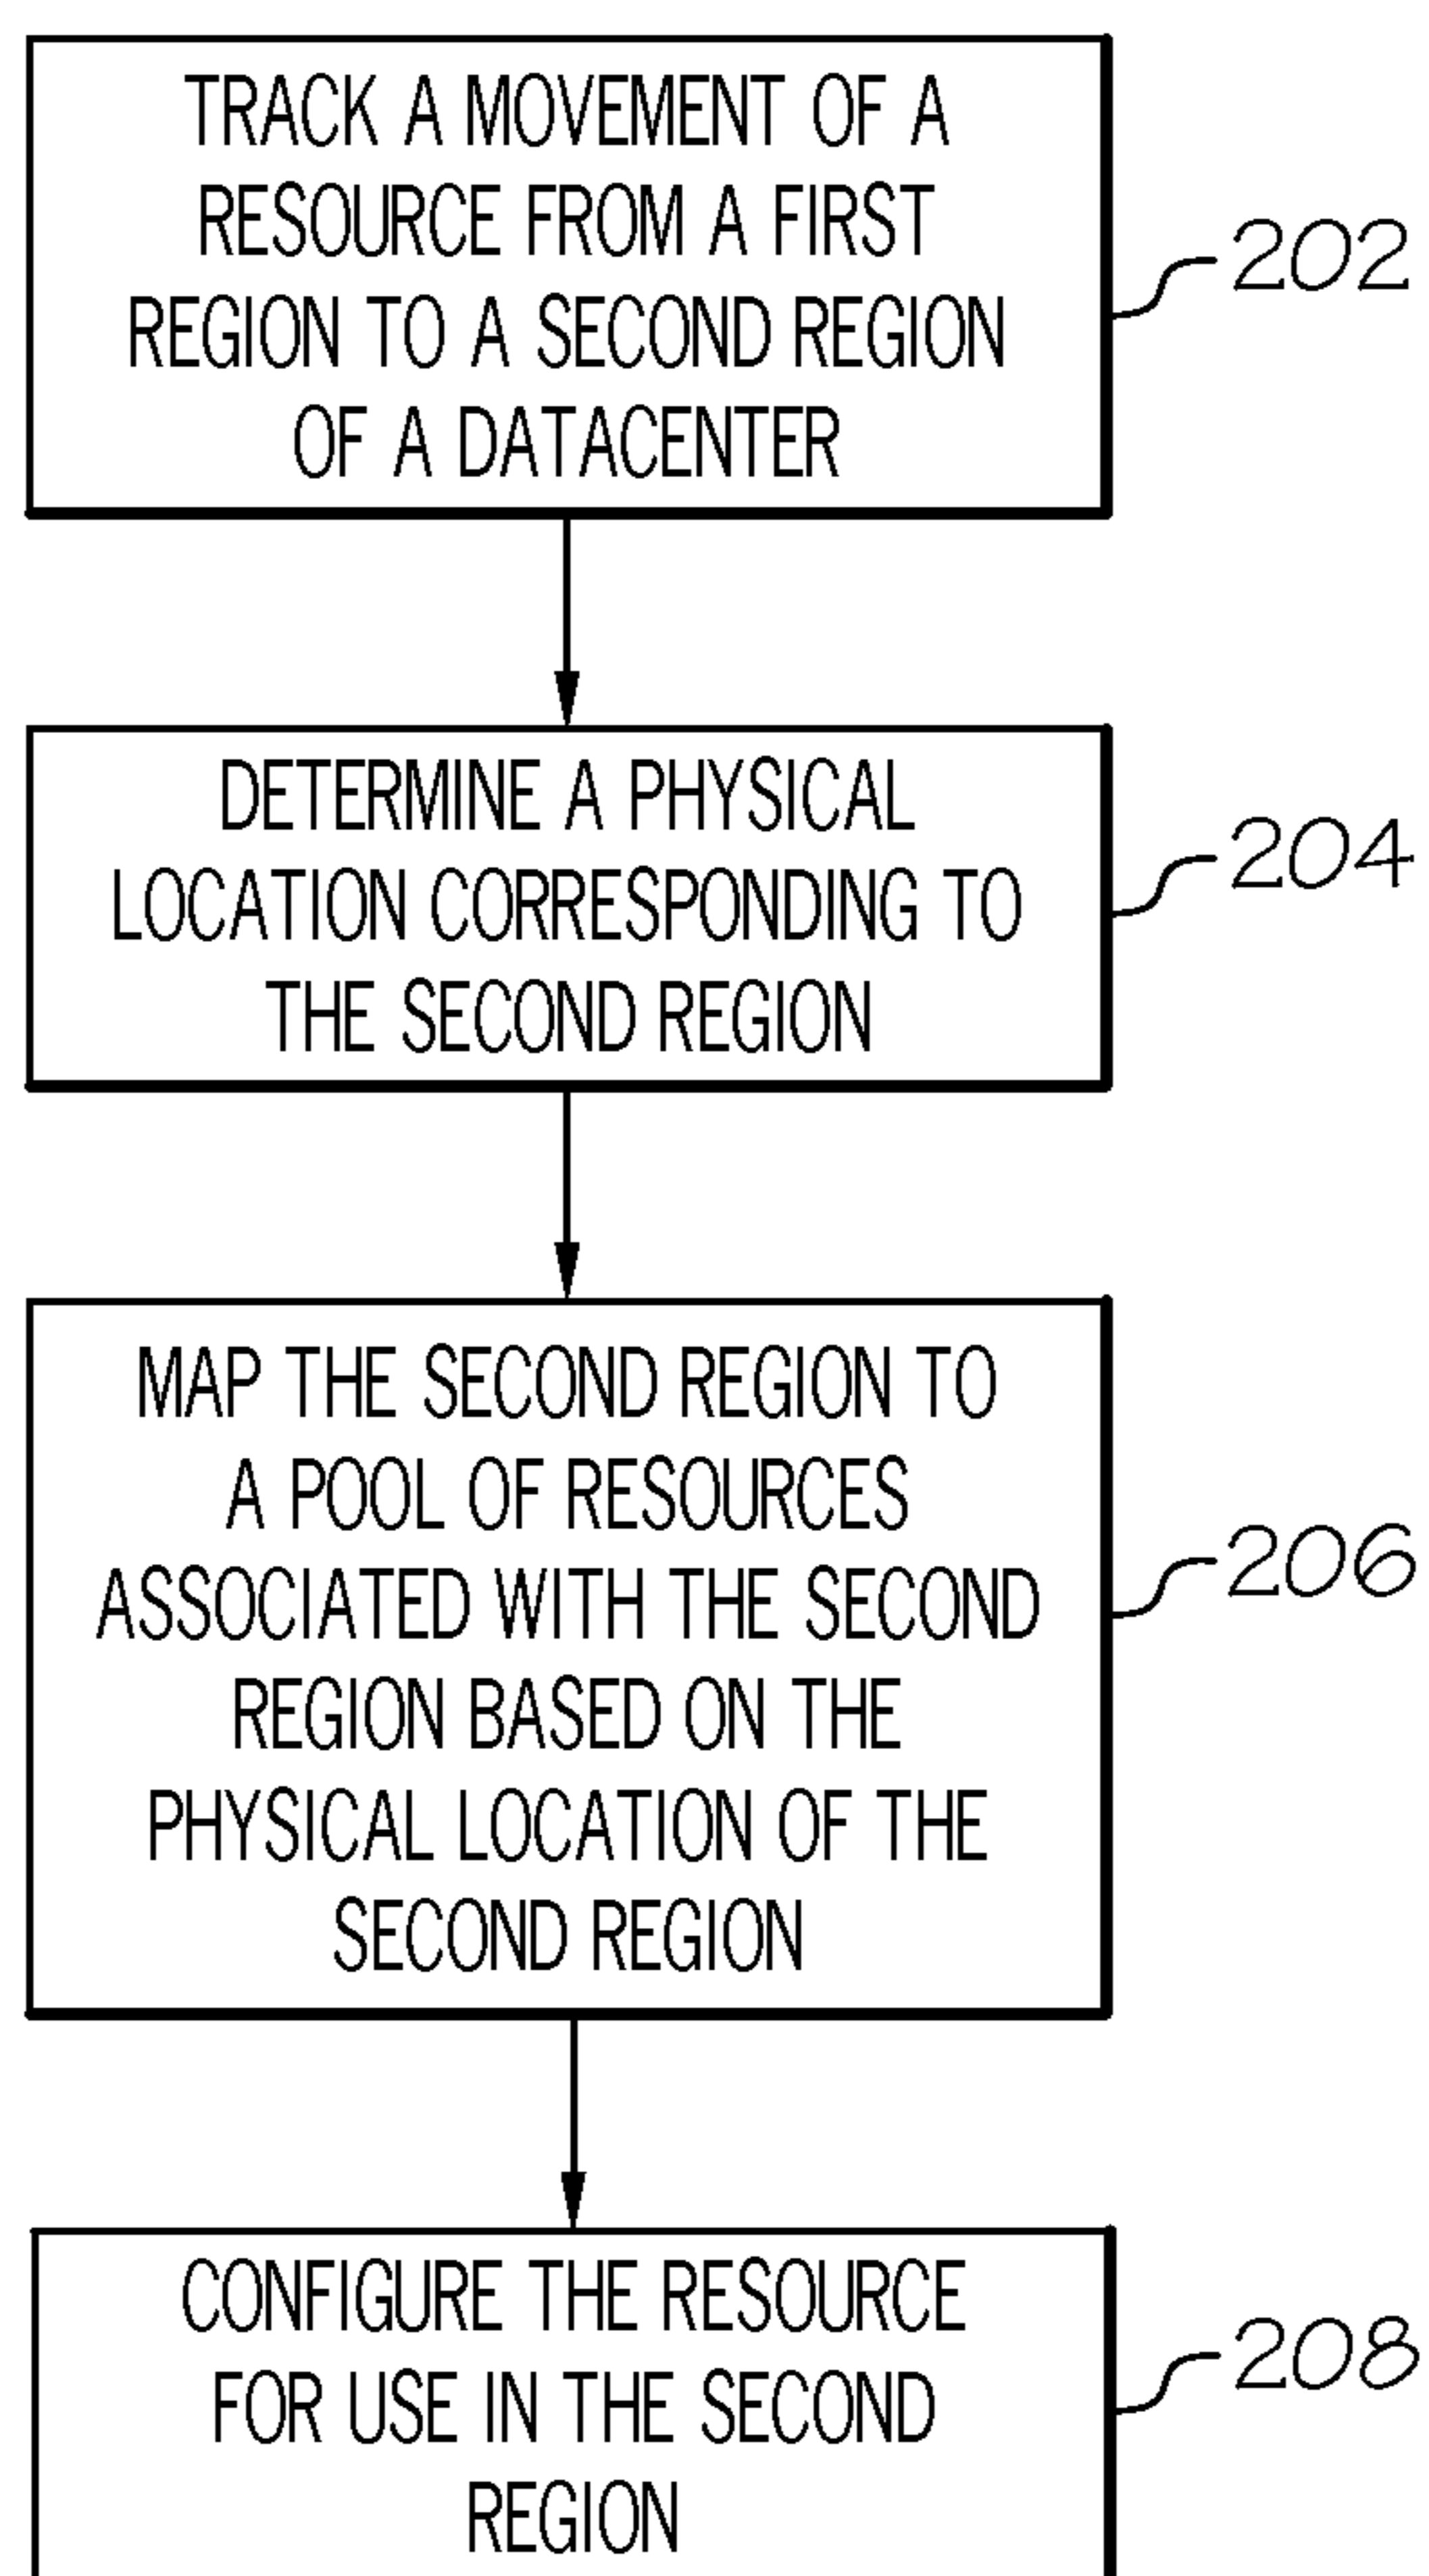 TRACK A MOVEMENT OF A
RESOURCE FROM A FIRST
REGION TO A SECOND REGION
OF A DATACENTER
202
DETERMINE A PHYSICAL
LOCATION CORRESPONDING TO
THE SECOND REGION
204
MAP THE SECOND REGION TO
A POOL OF RESOURCES
ASSOCIATED WITH THE SECOND
REGION BASED ON THE
PHYSICAL LOCATION OF THE
SECOND REGION
206
CONFIGURE THE RESOURCE
FOR USE IN THE SECOND
REGION
208